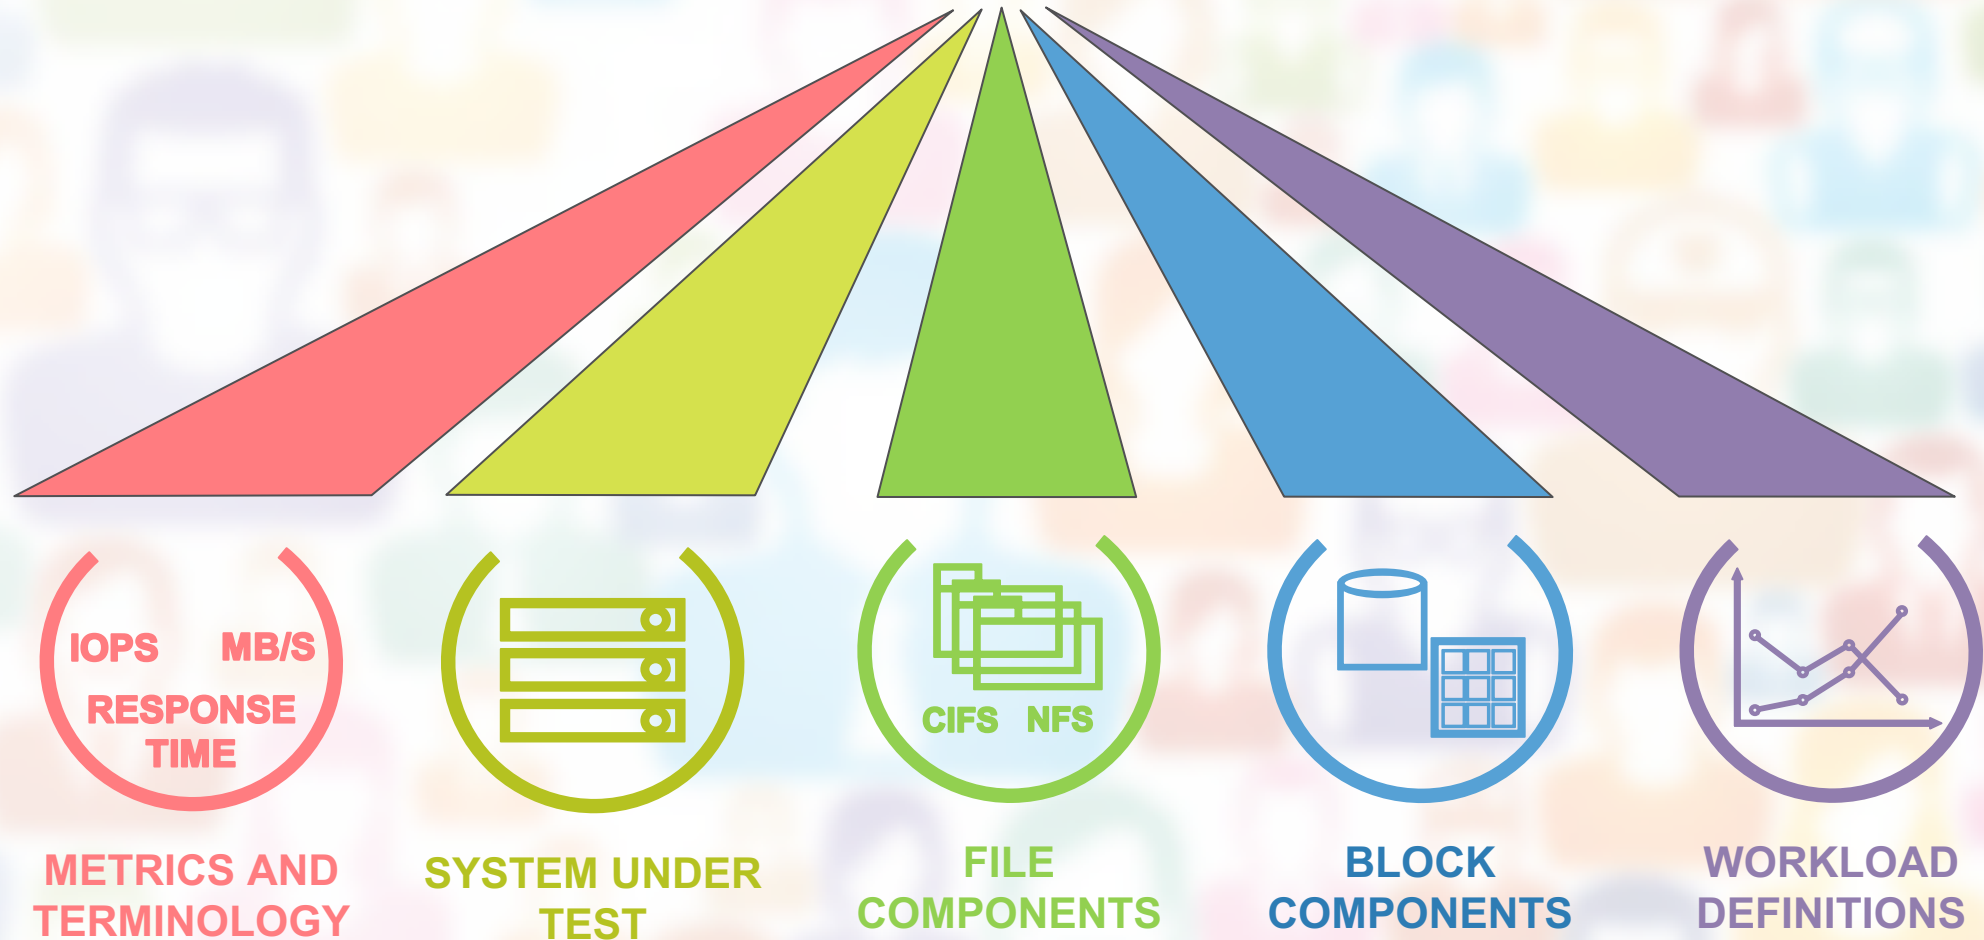 IOPS MB/S
RESPONSE
TIME
CIFS NFS
METRICS AND
TERMINOLOGY
SYSTEM UNDER
TEST
FILE
COMPONENTS
BLOCK
COMPONENTS
WORKLOAD
DEFINITIONS